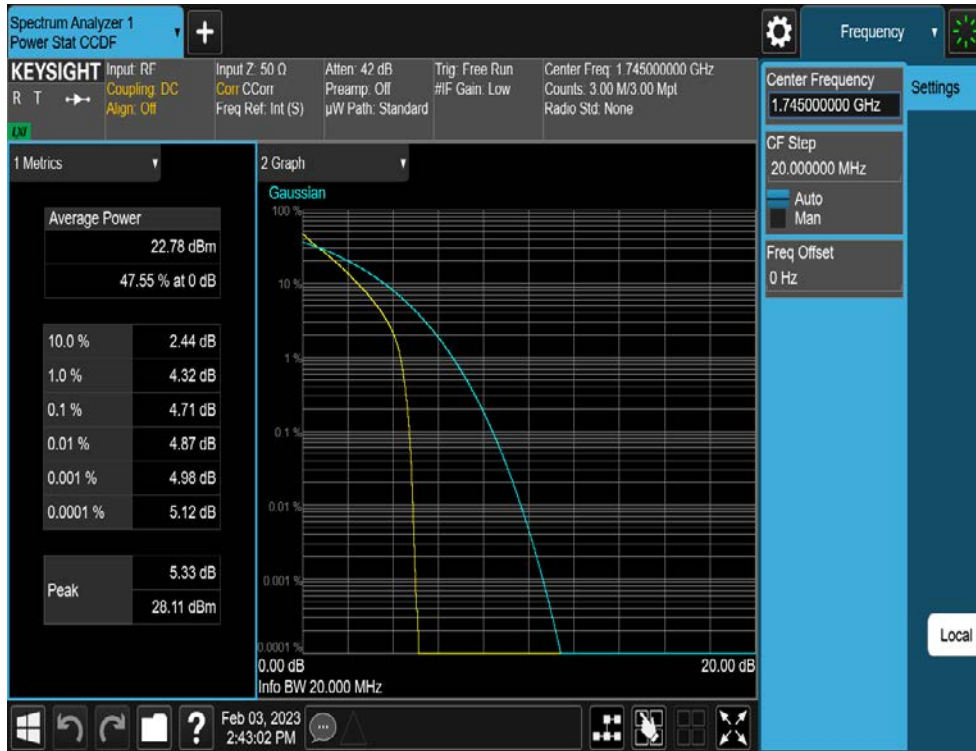 Spectrum Analyzer 1
Power Stat CCDF
+
Frequency
KEYSIGHT
R T
LXI
Input: RF
Coupling: DC
Align: Off
Input Z: 50 Ω
Corr CCorr
Freq Ref: Int (S)
Atten: 42 dB
Preamp: Off
µW Path: Standard
Trig: Free Run
#IF Gain: Low
Center Freq: 1.745000000 GHz
Counts: 3.00 M/3.00 Mpt
Radio Std: None
Center Frequency
1.745000000 GHz
Settings
CF Step
20.000000 MHz
Auto
Man
Freq Offset
0 Hz
1 Metrics
Average Power
22.78 dBm
47.55 % at 0 dB
10.0 % 2.44 dB
1.0 % 4.32 dB
0.1 % 4.71 dB
0.01 % 4.87 dB
0.001 % 4.98 dB
0.0001 % 5.12 dB
Peak
5.33 dB
28.11 dBm
2 Graph
Gaussian
100 %
10 %
1 %
0.1 %
0.01 %
0.001 %
0.0001 %
0.00 dB 20.00 dB
Info BW 20.000 MHz
Local
?
Feb 03, 2023
2:43:02 PM